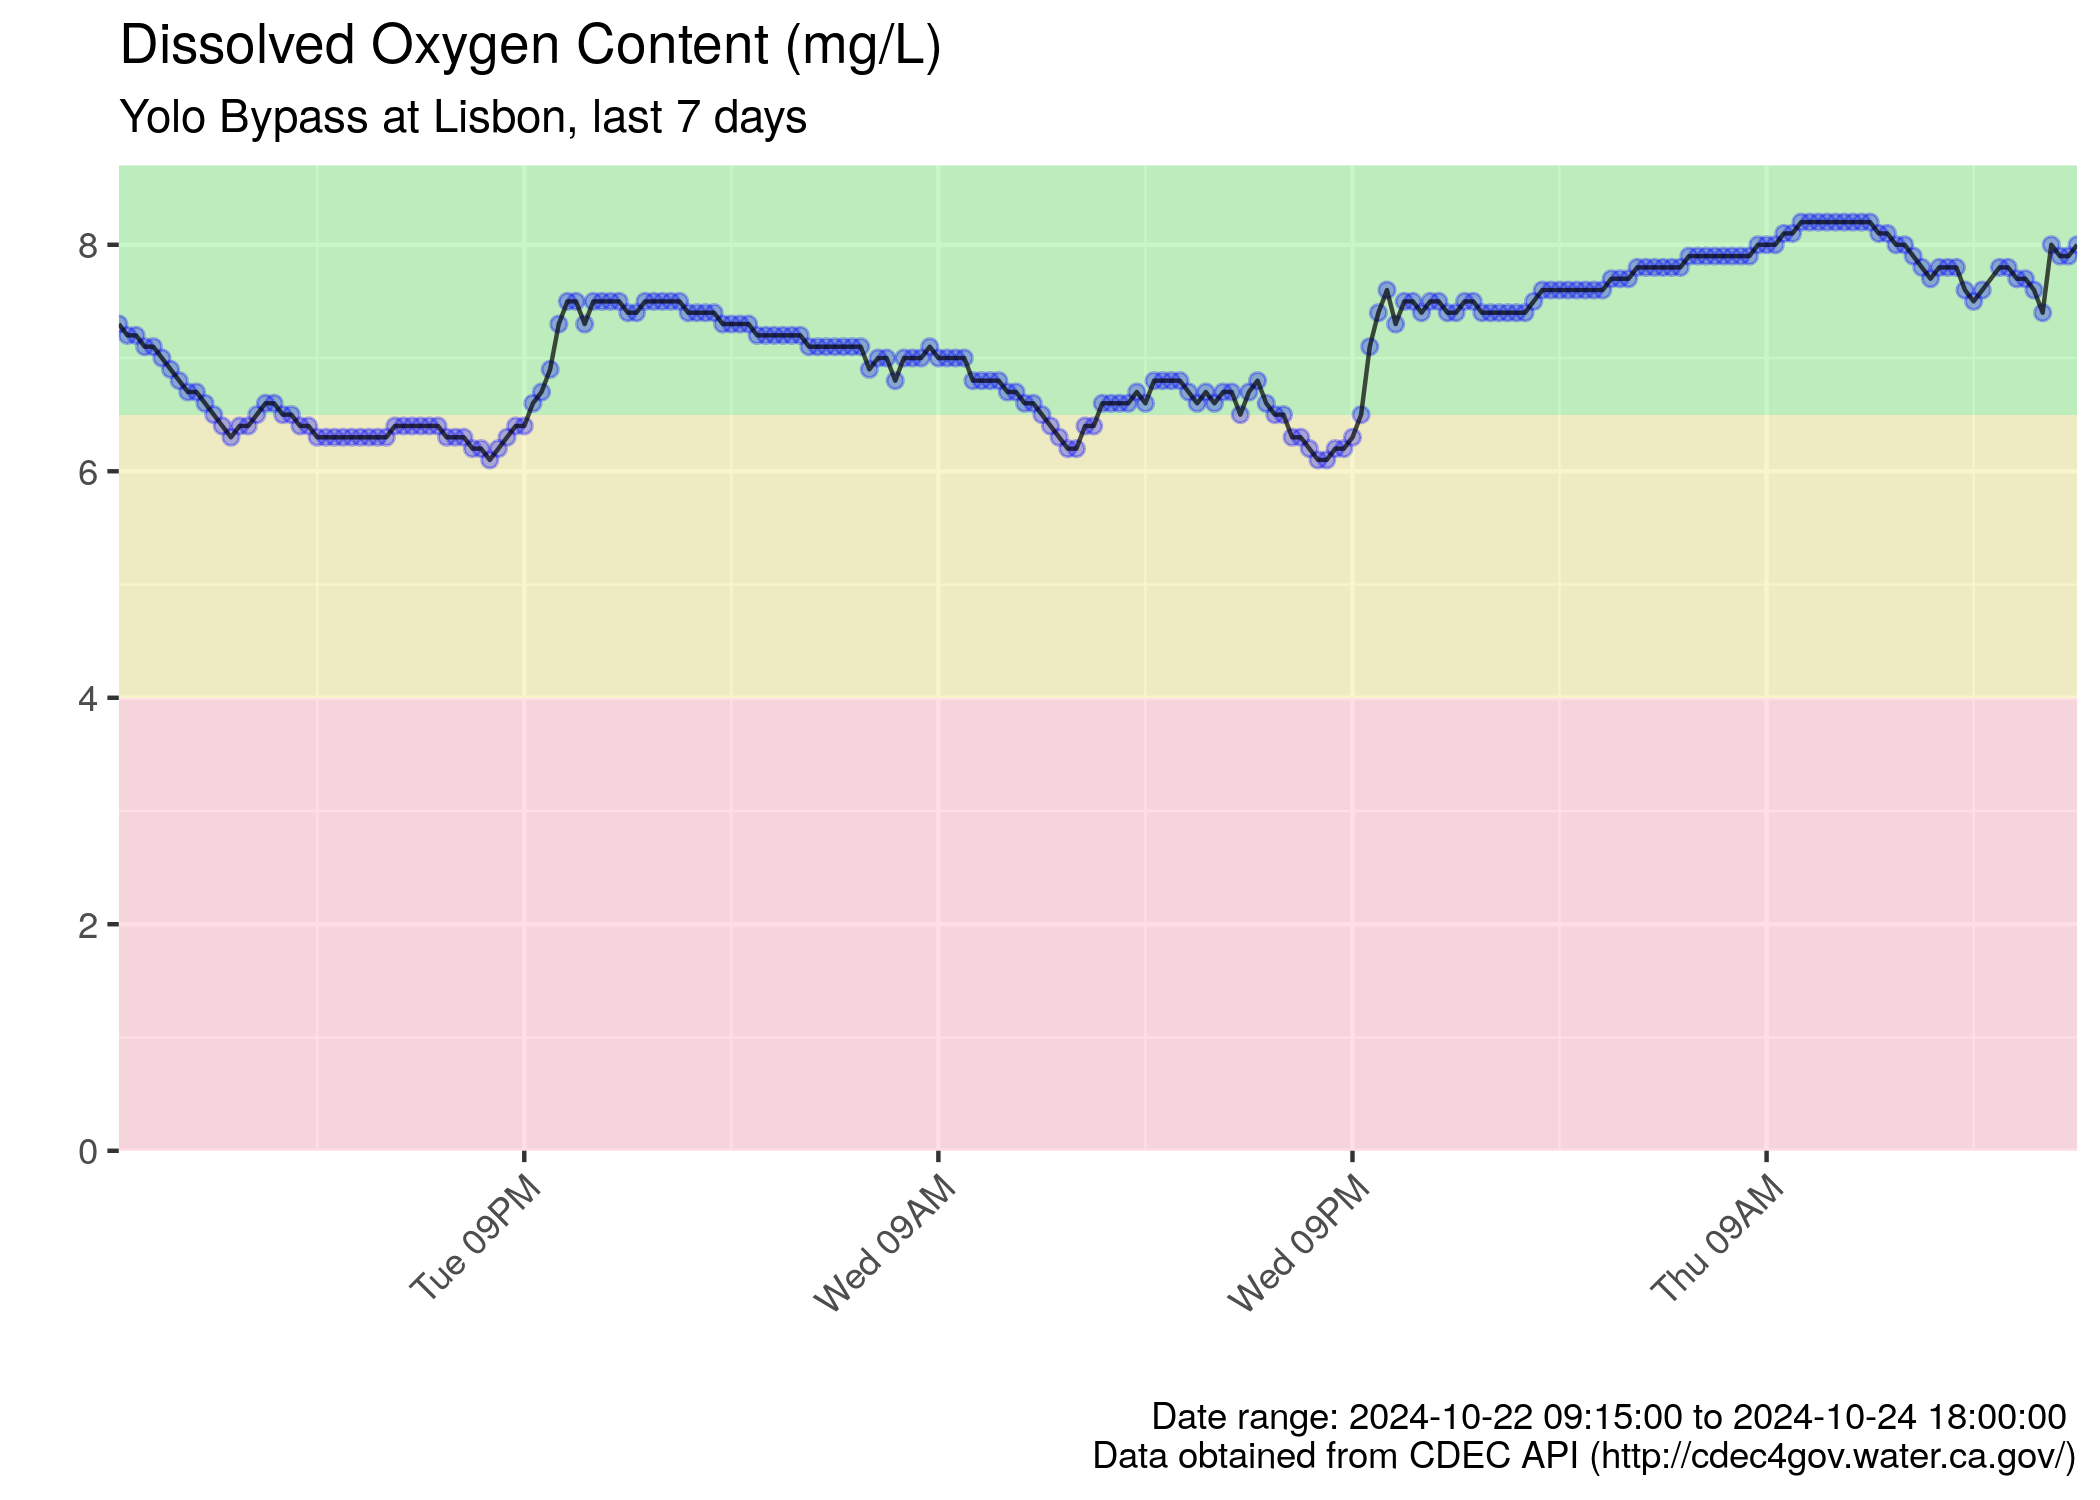 Dissolved Oxygen Content (mg/L)
Yolo Bypass at Lisbon, last 7 days
8
6
4
2
0
Tue 09PM
Wed 09AM
Wed 09PM
Thu 09AM
Date range: 2024-10-22 09:15:00 to 2024-10-24 18:00:00
Data obtained from CDEC API (http://cdec4gov.water.ca.gov/)